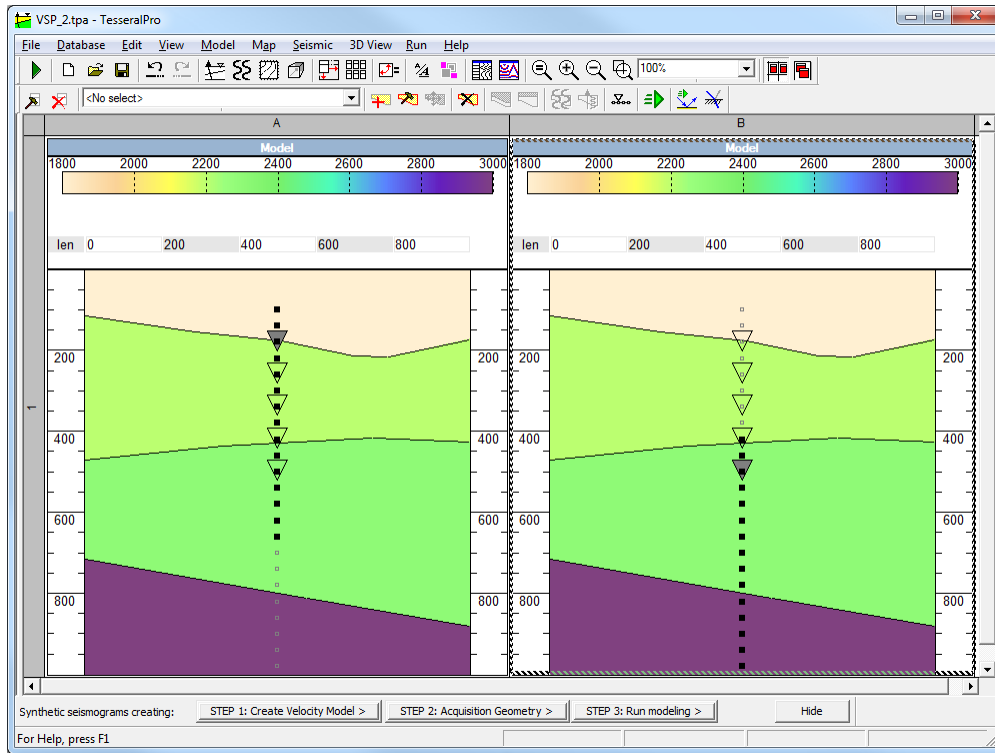 VSP_2.tpa - TesseralPro
File Database Edit View Model Map Seismic 3D View Run Help
100%
<No select>
A B
Model Model
1800 2000 2200 2400 2600 2800 3000 1800 2000 2200 2400 2600 2800 3000
len 0 200 400 600 800 len 0 200 400 600 800
200 200 200 200
400 400 400 400
1
600 600 600 600
800 800 800 800
Synthetic seismograms creating: STEP 1: Create Velocity Model > STEP 2: Acquisition Geometry > STEP 3: Run modeling > Hide
For Help, press F1